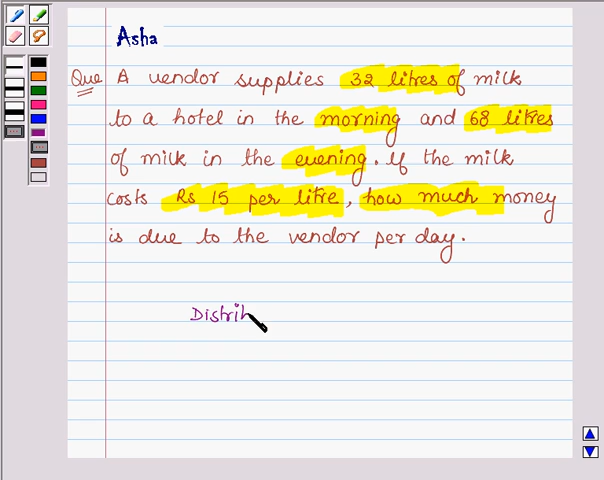 Asha
Que A vendor supplies 32 litres of milk
to a hotel in the morning and 68 litres
of milk in the evening. If the milk
costs Rs 15 per litre, how much money
is due to the vendor per day.
Distrib